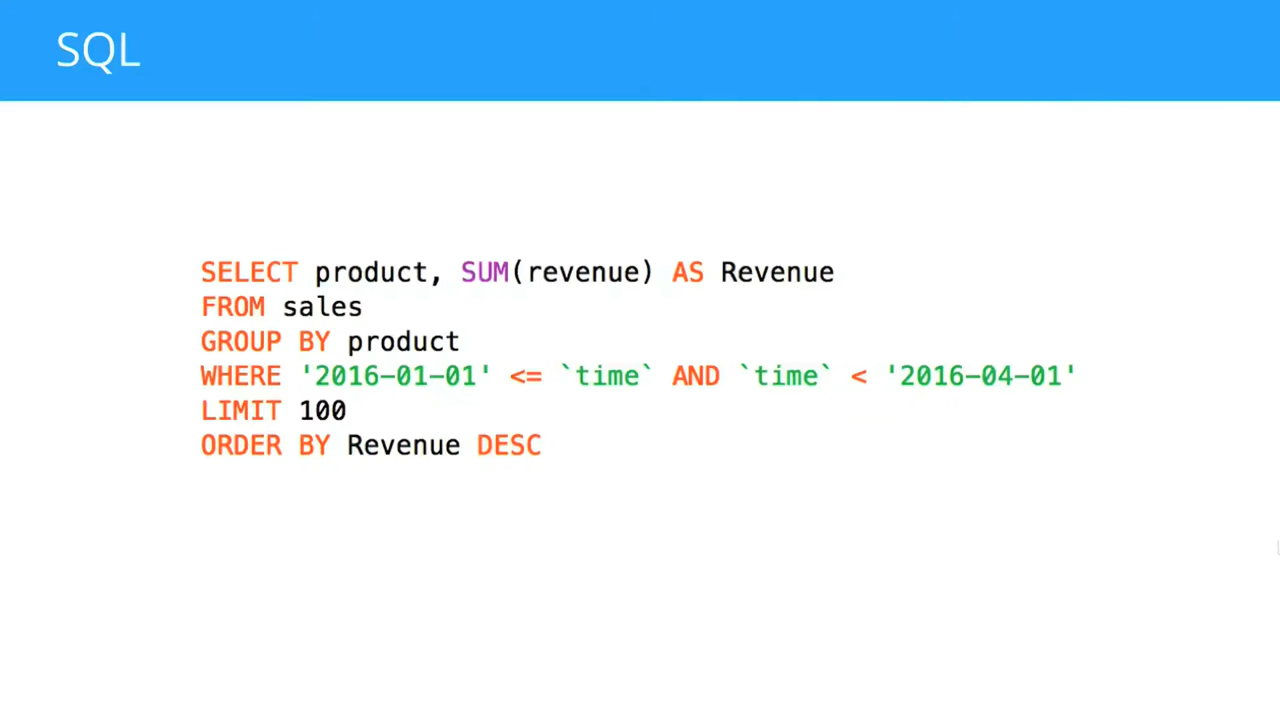 SQL
SELECT product, SUM(revenue) AS Revenue
FROM sales
GROUP BY product
WHERE '2016-01-01' <= `time` AND `time` < '2016-04-01'
LIMIT 100
ORDER BY Revenue DESC